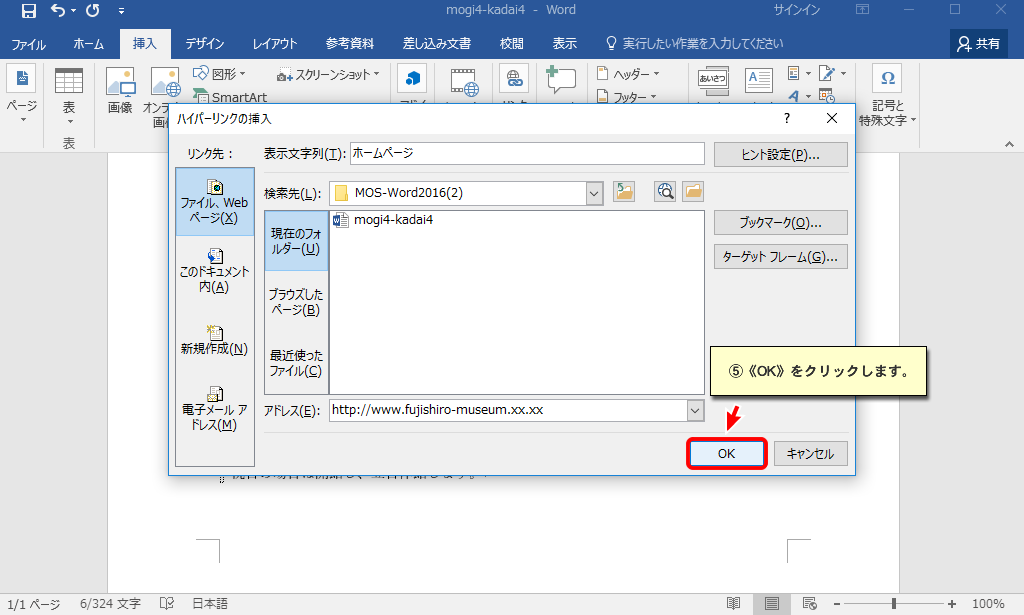 mogi4-kadai4 - Word
サインイン
ファイル
ホーム
挿入
デザイン
レイアウト
参考資料
差し込み文書
校閲
表示
実行したい作業を入力してください
共有
ページ
表
表
画像
オンライ
画像
図形
SmartArt
スクリーンショット
ヘッダー
フッター
あいさつ
A
A
Ω
記号と
特殊文字
ハイパーリンクの挿入
?
リンク先：
表示文字列(T):
ホームページ
ヒント設定(P)...
ファイル、Web
ページ(X)
このドキュメント
内(A)
新規作成(N)
電子メール ア
ドレス(M)
検索先(L):
MOS-Word2016(2)
現在のフォ
ルダー(U)
ブラウズした
ページ(B)
最近使った
ファイル(C)
mogi4-kadai4
ブックマーク(O)...
ターゲット フレーム(G)...
アドレス(E):
http://www.fujishiro-museum.xx.xx
⑤《OK》をクリックします。
OK
キャンセル
1/1 ページ
6/324 文字
日本語
100%